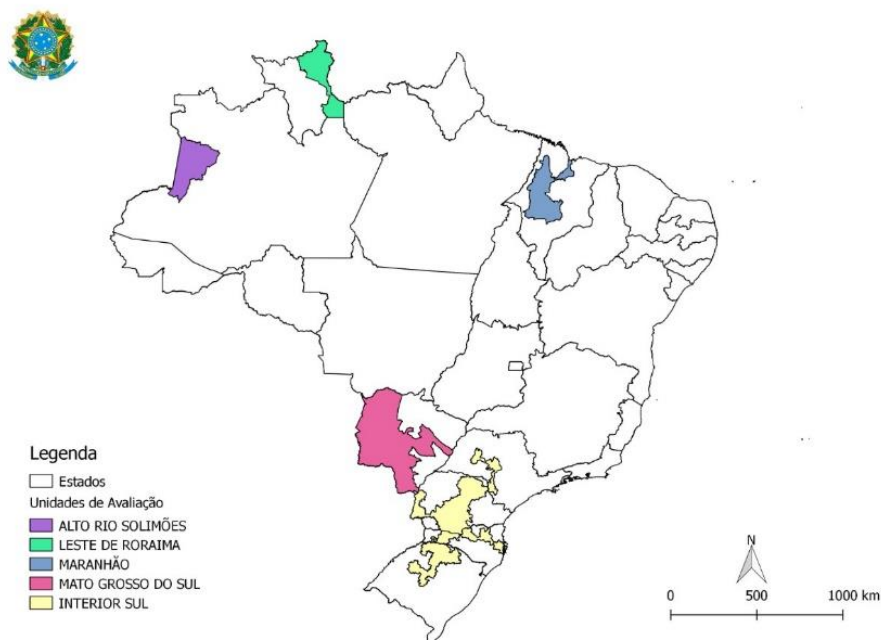 Legenda
Estados
Unidades de Avaliação
ALTO RIO SOLIMÕES
LESTE DE RORAIMA
MARANHÃO
MATO GROSSO DO SUL
INTERIOR SUL
N
0 500 1000 km